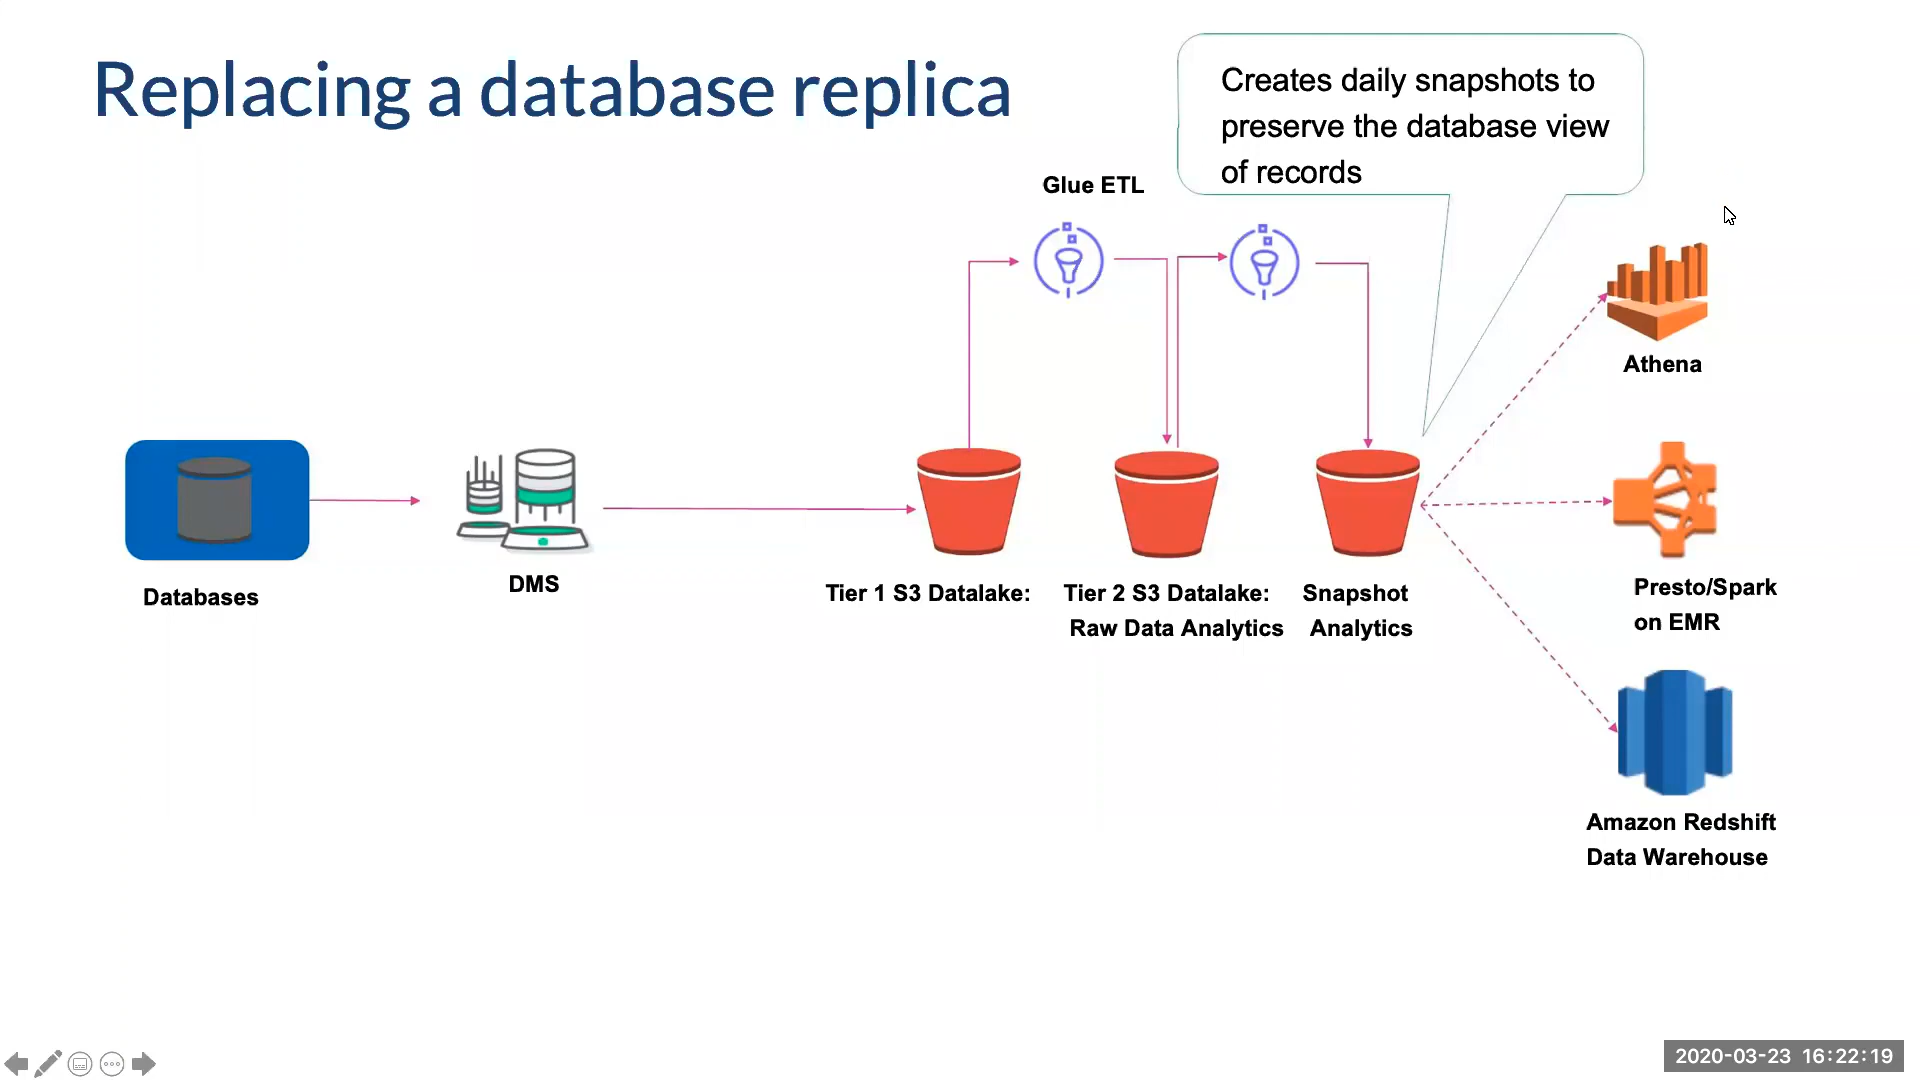 Replacing a database replica
Creates daily snapshots to
preserve the database view
of records
Glue ETL
Athena
Databases
DMS
Tier 1 S3 Datalake:
Tier 2 S3 Datalake:
Raw Data Analytics
Snapshot
Analytics
Presto/Spark
on EMR
Amazon Redshift
Data Warehouse
2020-03-23 16:22:19